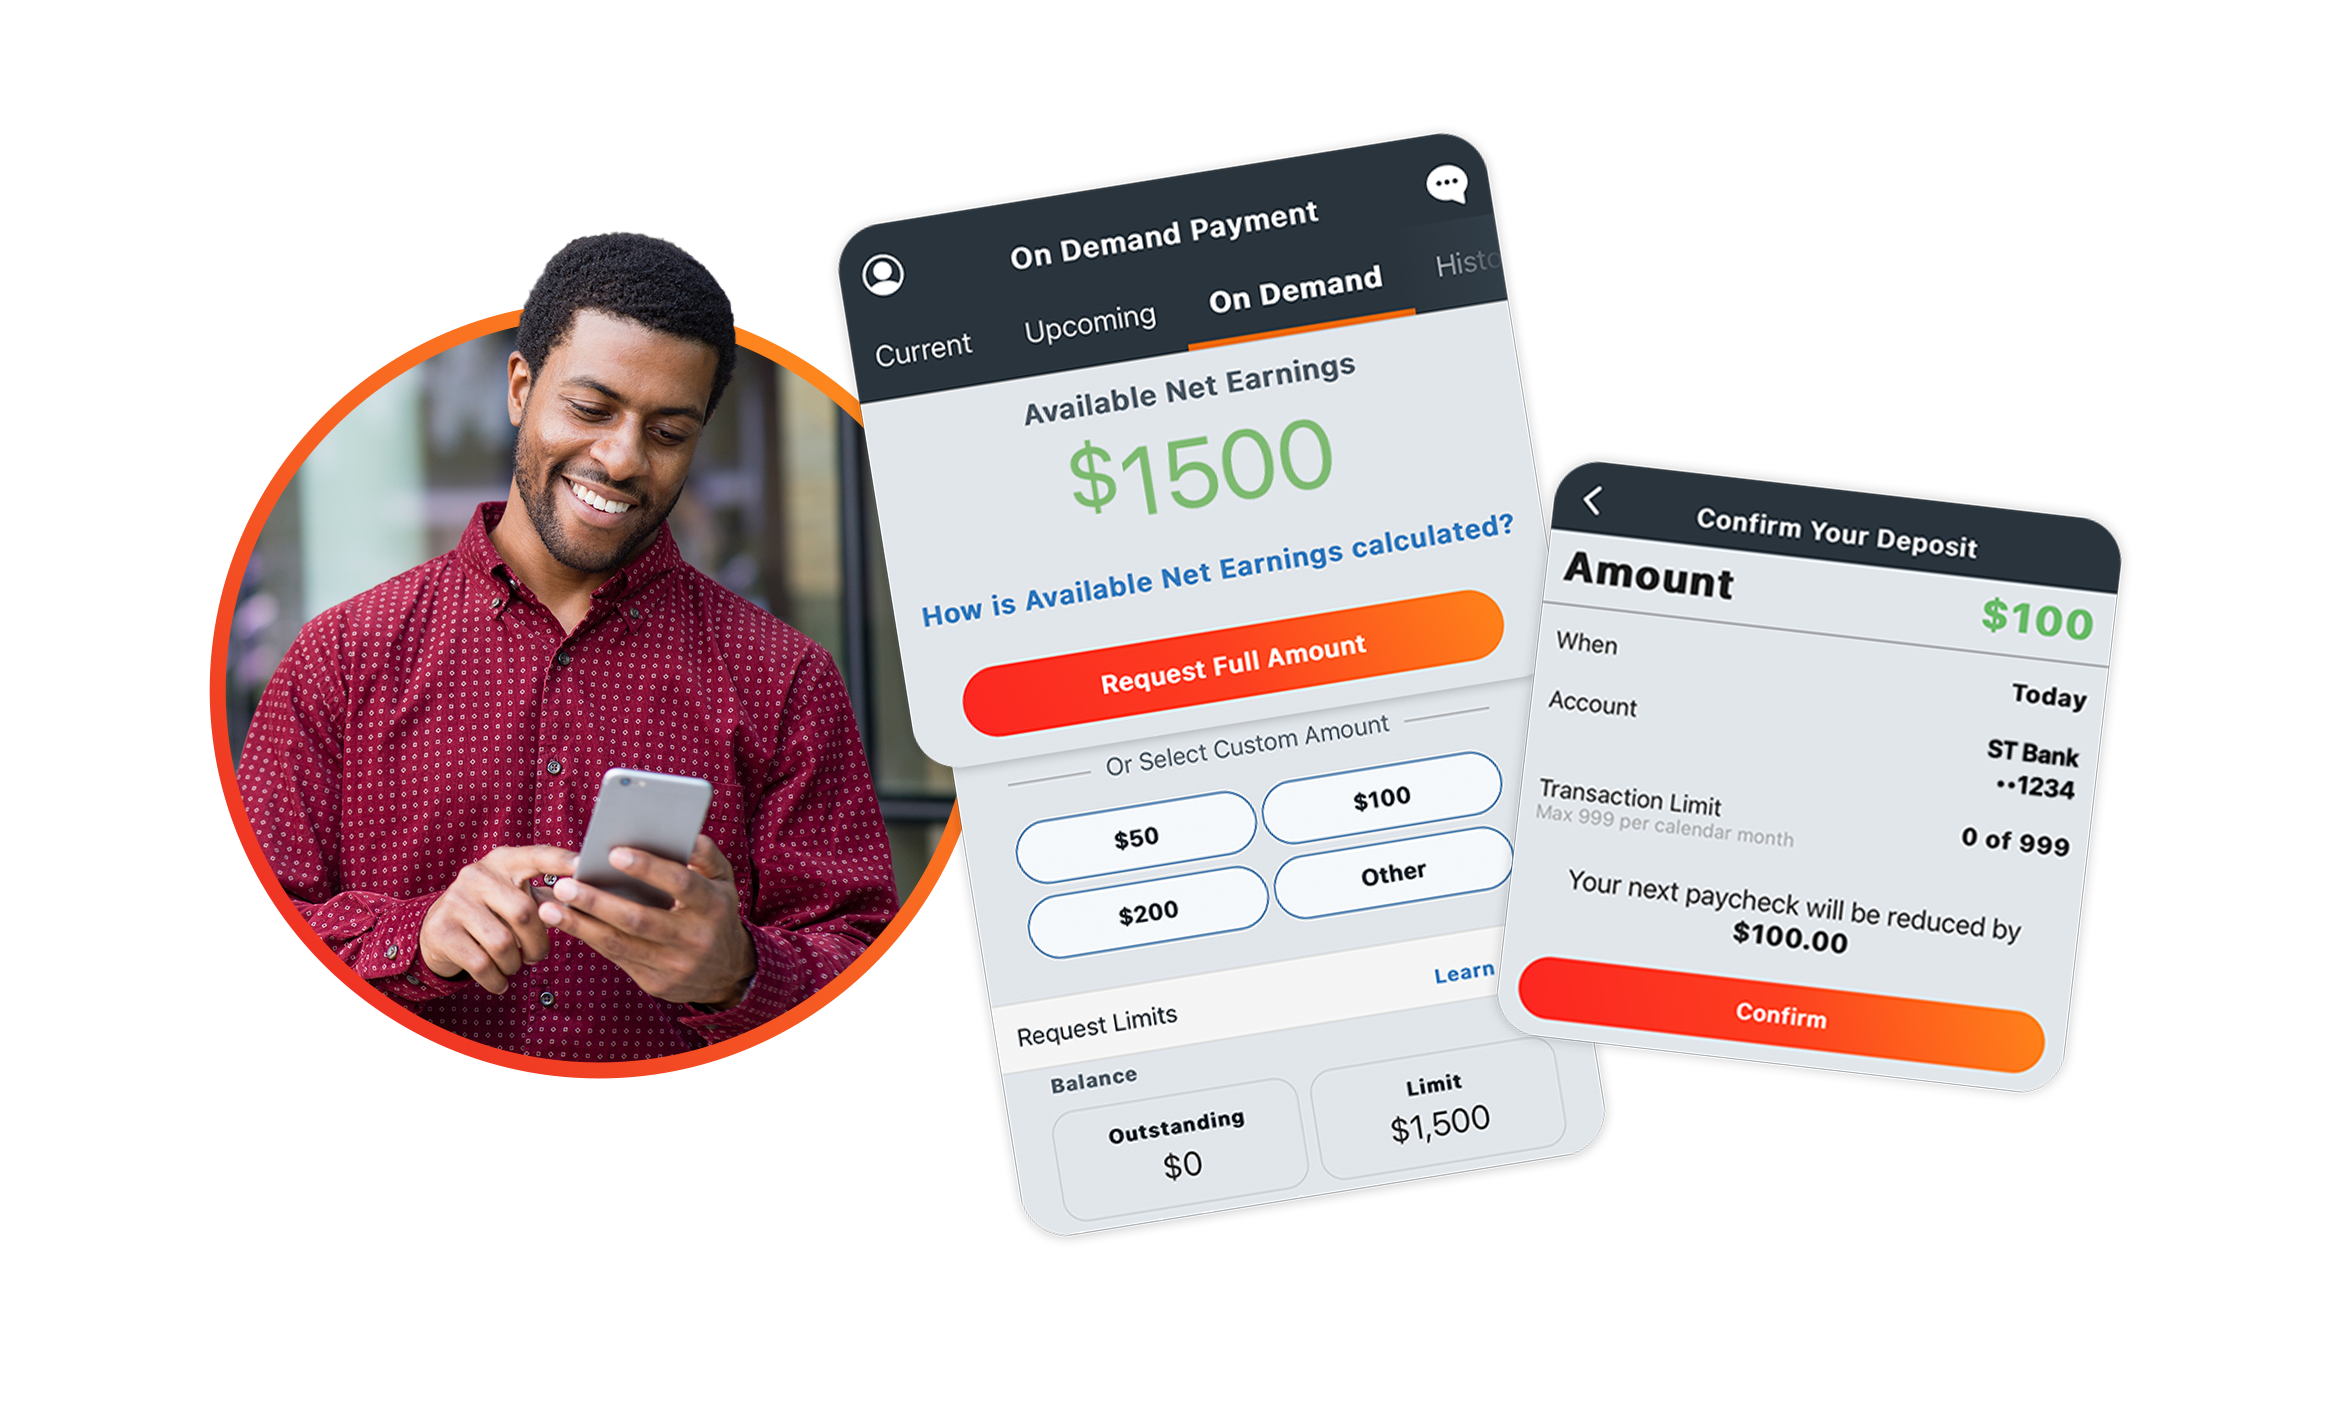 On Demand Payment
Current
Upcoming
On Demand
Histo
Available Net Earnings
$1500
How is Available Net Earnings calculated?
Request Full Amount
Or Select Custom Amount
$50
$100
$200
Other
Request Limits
Learn
Balance
Outstanding
$0
Limit
$1,500
Confirm Your Deposit
Amount
$100
When
Today
Account
ST Bank
••1234
Transaction Limit
Max 999 per calendar month
0 of 999
Your next paycheck will be reduced by
$100.00
Confirm